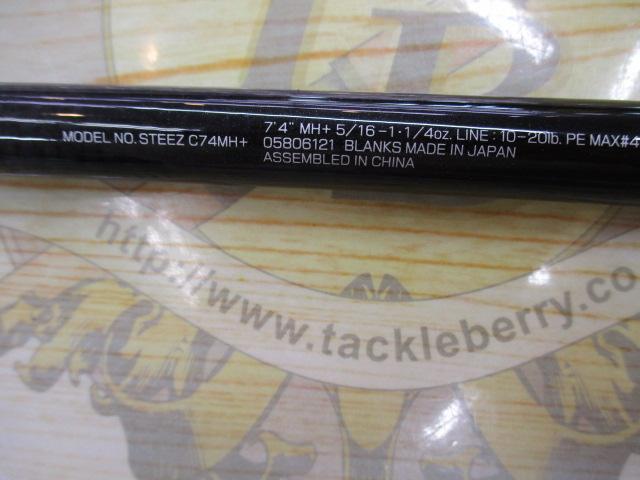 MODEL NO. STEEZ C74MH+
7'4" MH+ 5/16-1・1/4oz. LINE : 10-20lb. PE MAX#4
05806121 BLANKS MADE IN JAPAN
ASSEMBLED IN CHINA
http://www.tackleberry.co